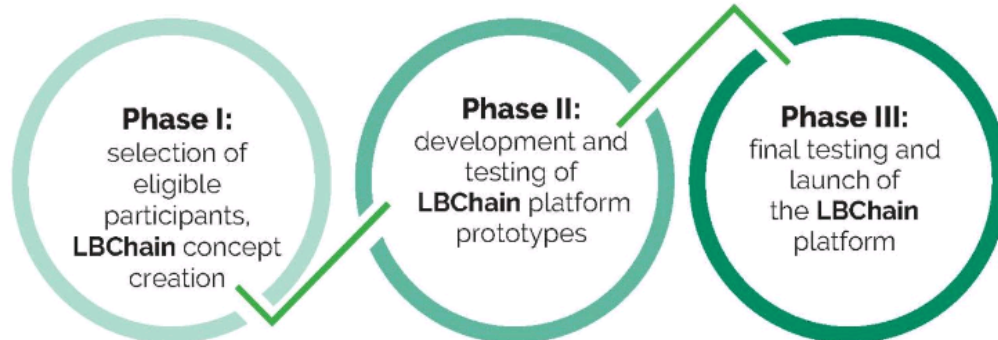 Phase I:
selection of
eligible
participants,
LBChain concept
creation
Phase II:
development and
testing of
LBChain platform
prototypes
Phase III:
final testing and
launch of
the LBChain
platform